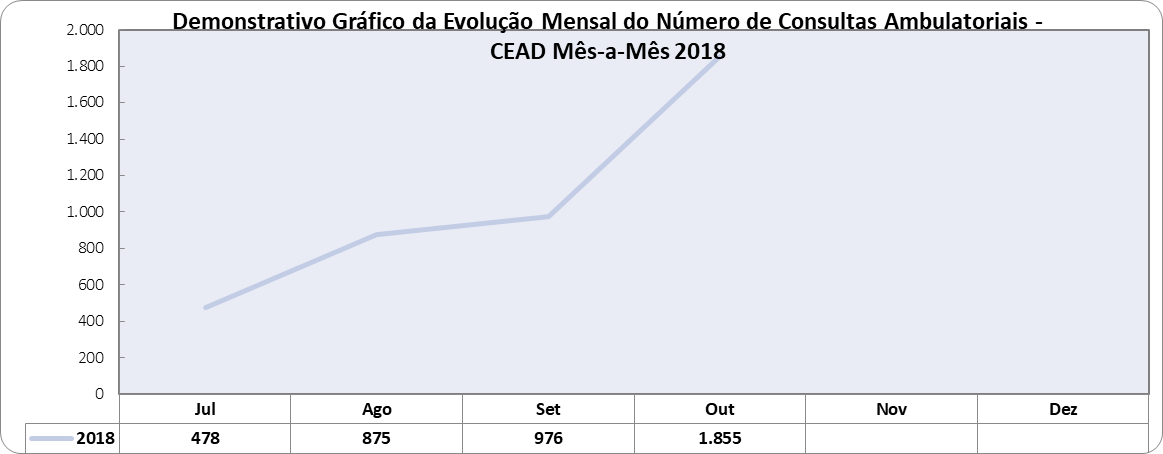 Demonstrativo Gráfico da Evolução Mensal do Número de Consultas Ambulatoriais -
CEAD Mês-a-Mês 2018
2.000
1.800
1.600
1.400
1.200
1.000
800
600
400
200
0
Jul Ago Set Out Nov Dez
2018 478 875 976 1.855